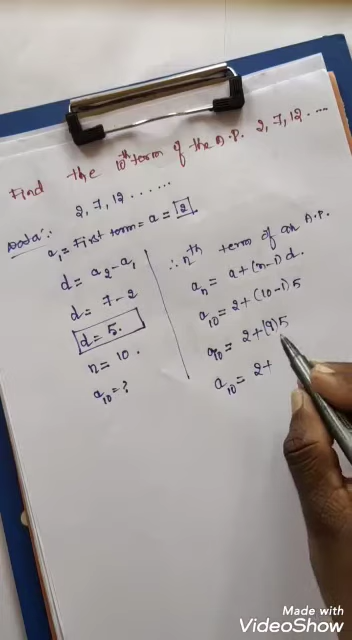 Find the 10th term of the A.P. 2, 7, 12 ....
2, 7, 12 ......
Data:
a₁ = First term = a = 2
d = a₂ - a₁
d = 7 - 2
d = 5.
n = 10.
a₁₀ = ?
∴ nth term of an A.P.
aₙ = a + (n-1) d.
a₁₀ = 2 + (10-1) 5
a₁₀ = 2 + (9) 5
a₁₀ = 2 +
Made with
VideoShow